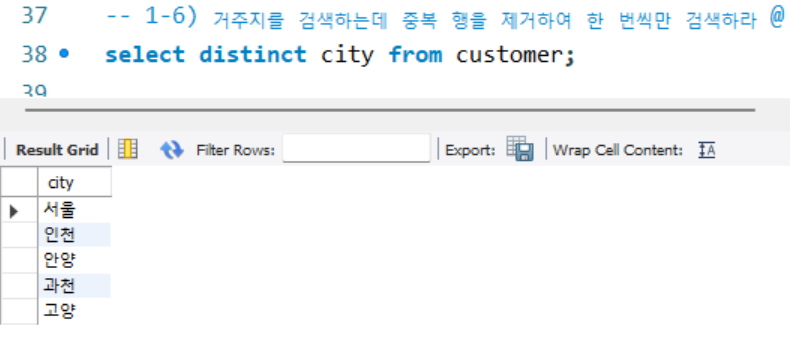 37 -- 1-6) 거주지를 검색하는데 중복 행을 제거하여 한 번씩만 검색하라 @
38 select distinct city from customer;
39
Result Grid Filter Rows: Export: Wrap Cell Content: IA
city
서울
인천
안양
과천
고양